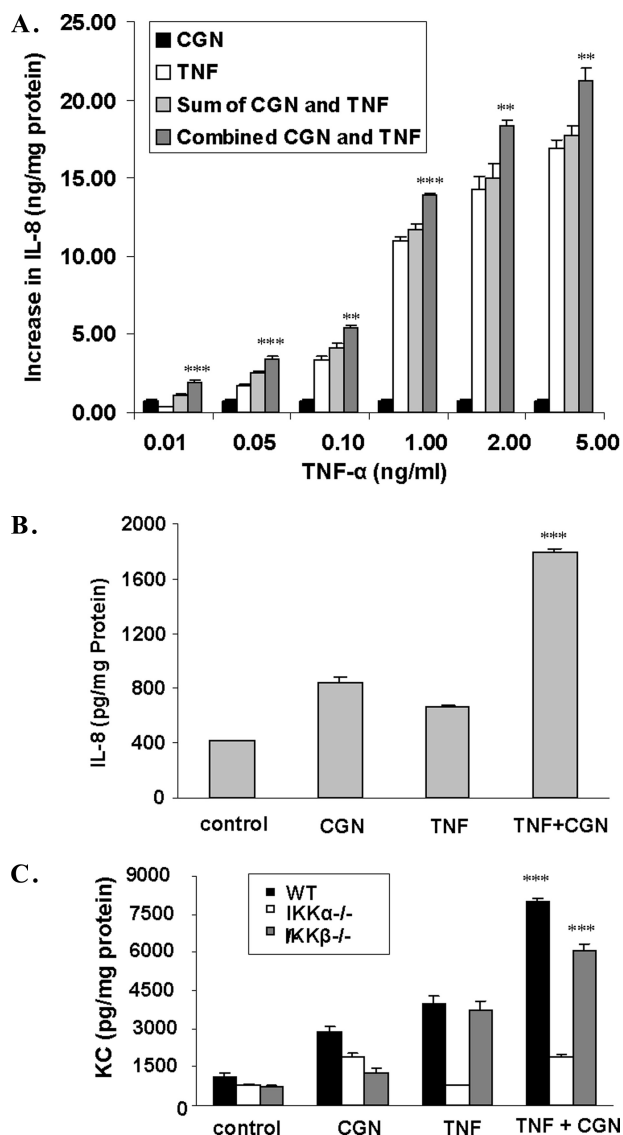 A.
Increase in IL-8 (ng/mg protein)
25.00
20.00
15.00
10.00
5.00
0.00
CGN
TNF
Sum of CGN and TNF
Combined CGN and TNF
***
***
**
***
**
**
0.01
0.05
0.10
1.00
2.00
5.00
TNF-α (ng/ml)
B.
IL-8 (pg/mg Protein)
2000
1600
1200
800
400
0
***
control
CGN
TNF
TNF+CGN
C.
KC (pg/mg protein)
9000
7500
6000
4500
3000
1500
0
WT
IKKα-/-
IKKβ-/-
***
***
control
CGN
TNF
TNF + CGN